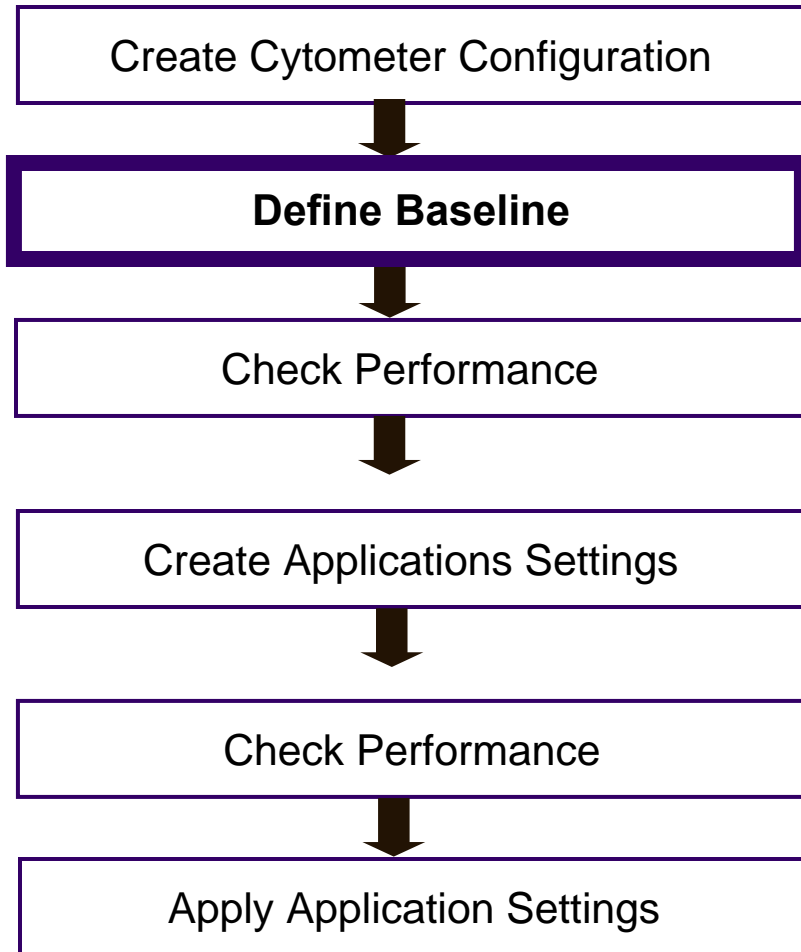 Create Cytometer Configuration
Define Baseline
Check Performance
Create Applications Settings
Check Performance
Apply Application Settings